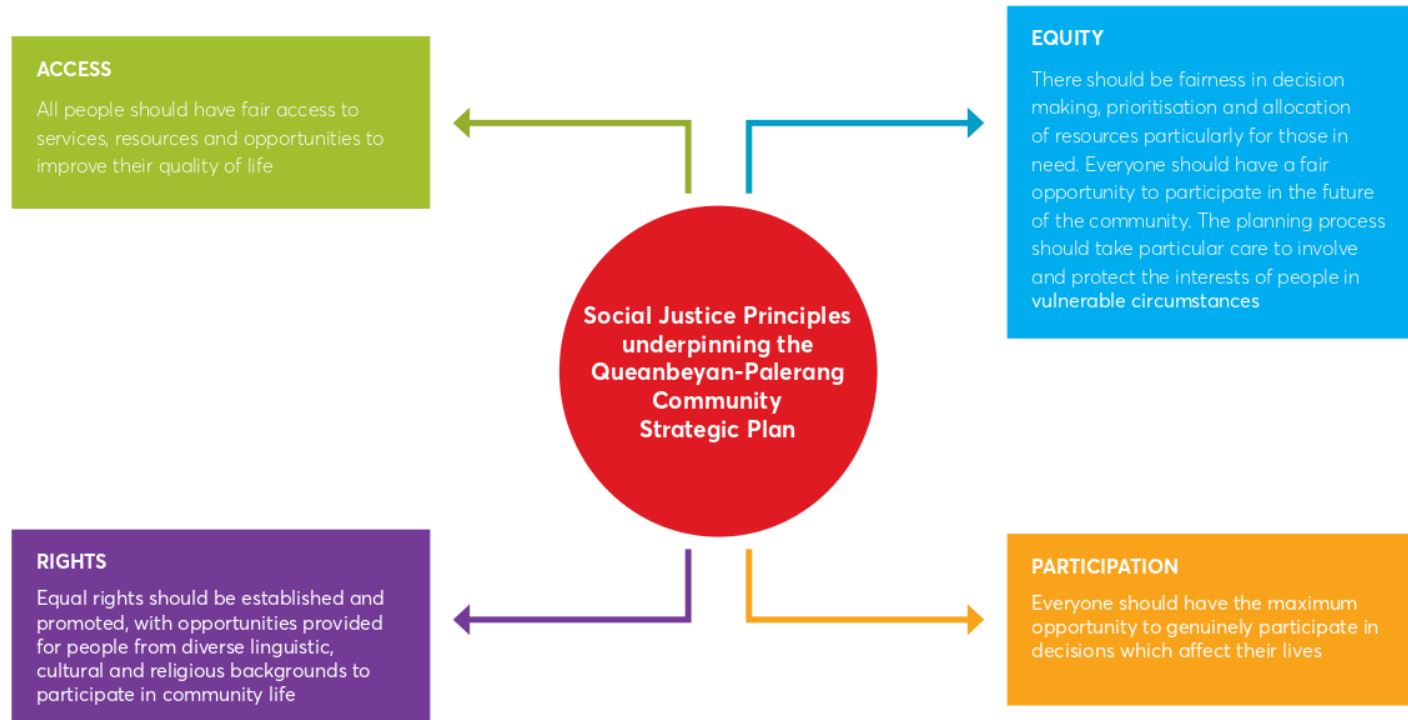 ACCESS
All people should have fair access to
services, resources and opportunities to
improve their quality of life
EQUITY
There should be fairness in decision
making, prioritisation and allocation
of resources particularly for those in
need. Everyone should have a fair
opportunity to participate in the future
of the community. The planning process
should take particular care to involve
and protect the interests of people in
vulnerable circumstances
Social Justice Principles
underpinning the
Queanbeyan-Palerang
Community
Strategic Plan
RIGHTS
Equal rights should be established and
promoted, with opportunities provided
for people from diverse linguistic,
cultural and religious backgrounds to
participate in community life
PARTICIPATION
Everyone should have the maximum
opportunity to genuinely participate in
decisions which affect their lives